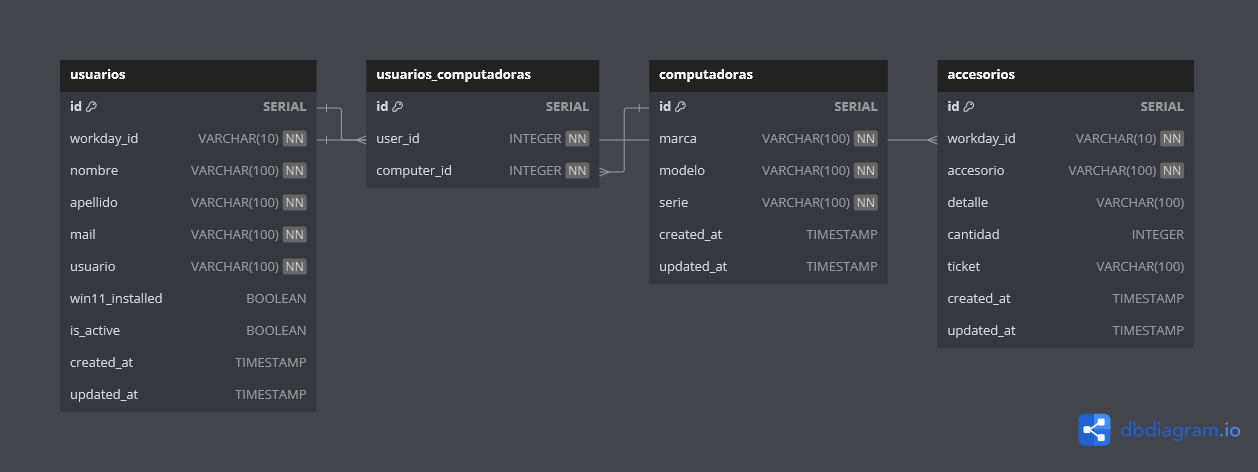 usuarios
id SERIAL
workday_id VARCHAR(10) NN
nombre VARCHAR(100) NN
apellido VARCHAR(100) NN
mail VARCHAR(100) NN
usuario VARCHAR(100) NN
win11_installed BOOLEAN
is_active BOOLEAN
created_at TIMESTAMP
updated_at TIMESTAMP
usuarios_computadoras
id SERIAL
user_id INTEGER NN
computer_id INTEGER NN
computadoras
id SERIAL
marca VARCHAR(100) NN
modelo VARCHAR(100) NN
serie VARCHAR(100) NN
created_at TIMESTAMP
updated_at TIMESTAMP
accesorios
id SERIAL
workday_id VARCHAR(10) NN
accesorio VARCHAR(100) NN
detalle VARCHAR(100)
cantidad INTEGER
ticket VARCHAR(100)
created_at TIMESTAMP
updated_at TIMESTAMP
dbdiagram.io